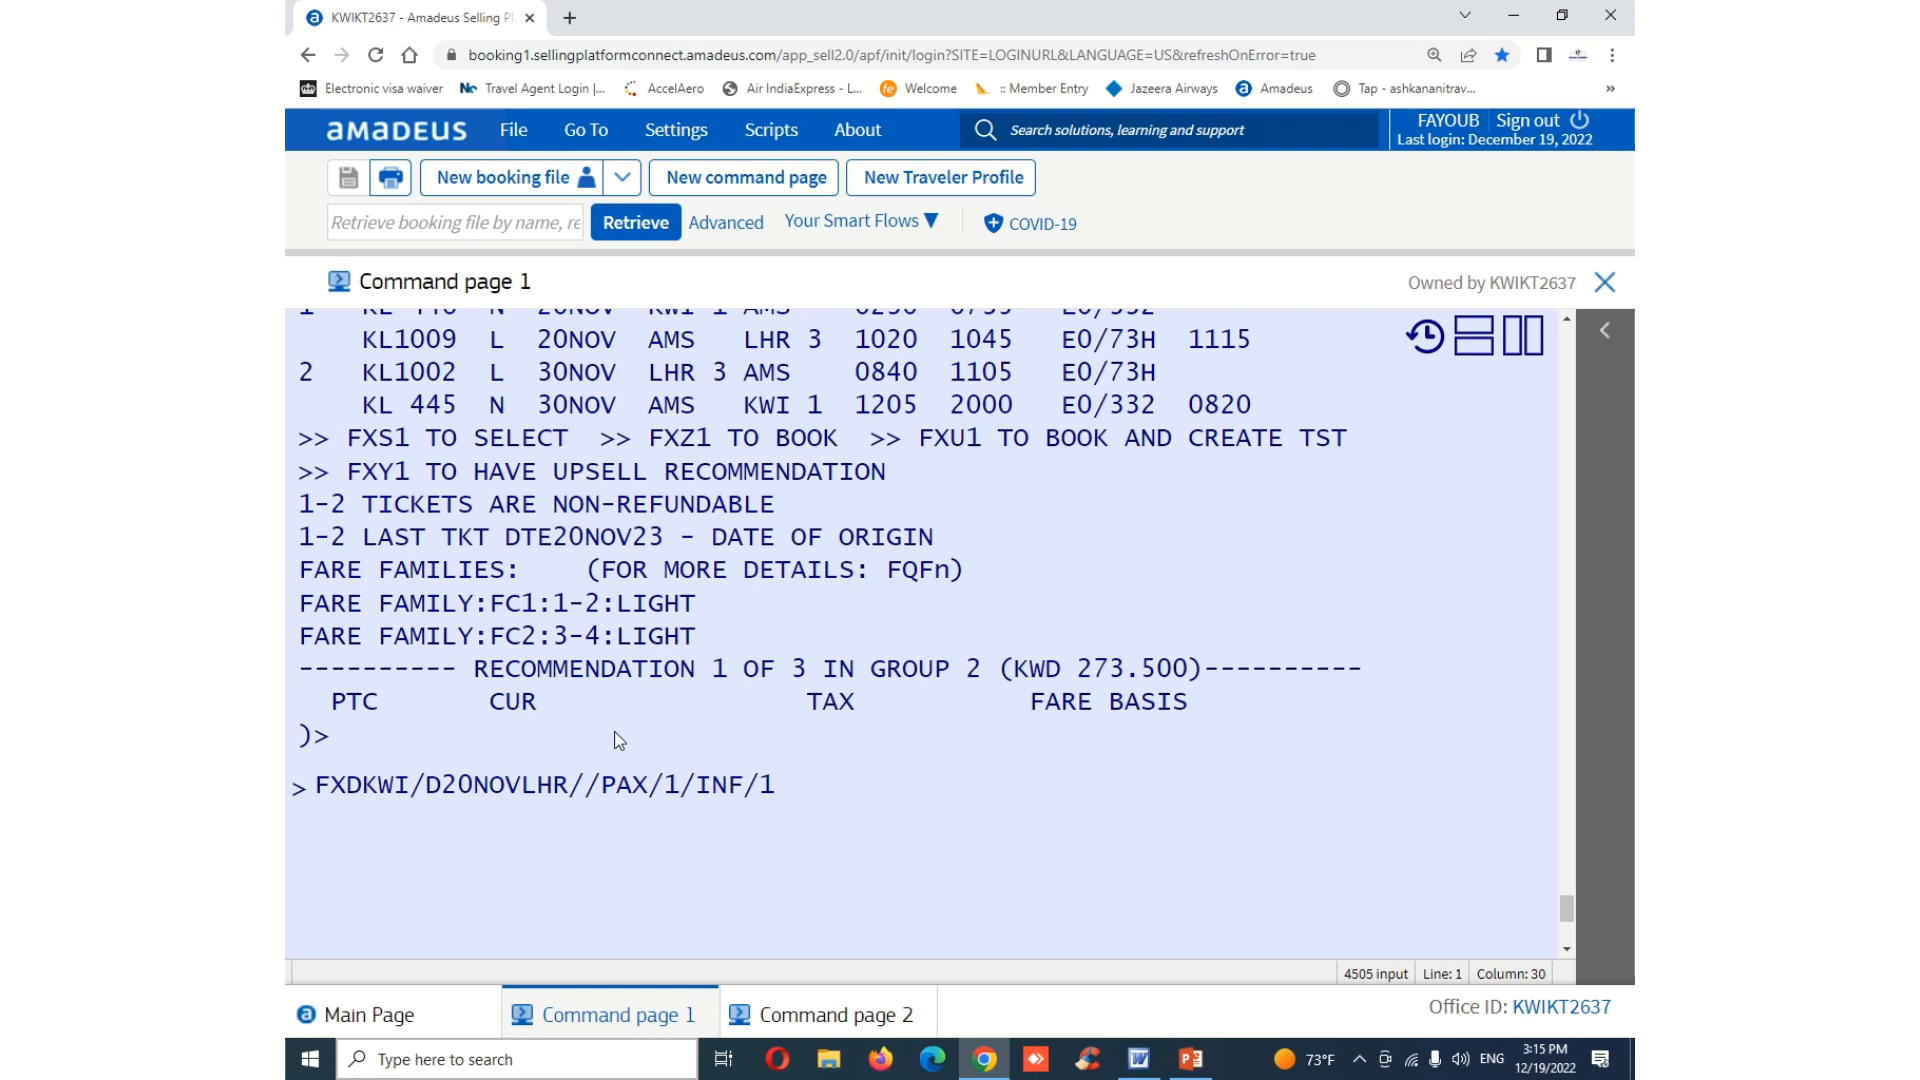 KWIKT2637 - Amadeus Selling Pl
booking1.sellingplatformconnect.amadeus.com/app_sell2.0/apf/init/login?SITE=LOGINURL&LANGUAGE=US&refreshOnError=true
Electronic visa waiver Travel Agent Login |... AccelAero Air IndiaExpress - L... Welcome :: Member Entry Jazeera Airways Amadeus Tap - ashkananitrav... »
amadeus File Go To Settings Scripts About Search solutions, learning and support FAYOUB Sign out
Last login: December 19, 2022
New booking file New command page New Traveler Profile
Retrieve booking file by name, re Retrieve Advanced Your Smart Flows ▼ COVID-19
Command page 1 Owned by KWIKT2637
KL1009 L 20NOV AMS LHR 3 1020 1045 E0/73H 1115
2 KL1002 L 30NOV LHR 3 AMS 0840 1105 E0/73H
KL 445 N 30NOV AMS KWI 1 1205 2000 E0/332 0820
>> FXS1 TO SELECT >> FXZ1 TO BOOK >> FXU1 TO BOOK AND CREATE TST
>> FXY1 TO HAVE UPSELL RECOMMENDATION
1-2 TICKETS ARE NON-REFUNDABLE
1-2 LAST TKT DTE20NOV23 - DATE OF ORIGIN
FARE FAMILIES: (FOR MORE DETAILS: FQFn)
FARE FAMILY:FC1:1-2:LIGHT
FARE FAMILY:FC2:3-4:LIGHT
---------- RECOMMENDATION 1 OF 3 IN GROUP 2 (KWD 273.500)----------
PTC CUR TAX FARE BASIS
)>
> FXDKWI/D20NOVLHR//PAX/1/INF/1
4505 input Line: 1 Column: 30
Main Page Command page 1 Command page 2 Office ID: KWIKT2637
Type here to search 73°F ENG 3:15 PM
12/19/2022